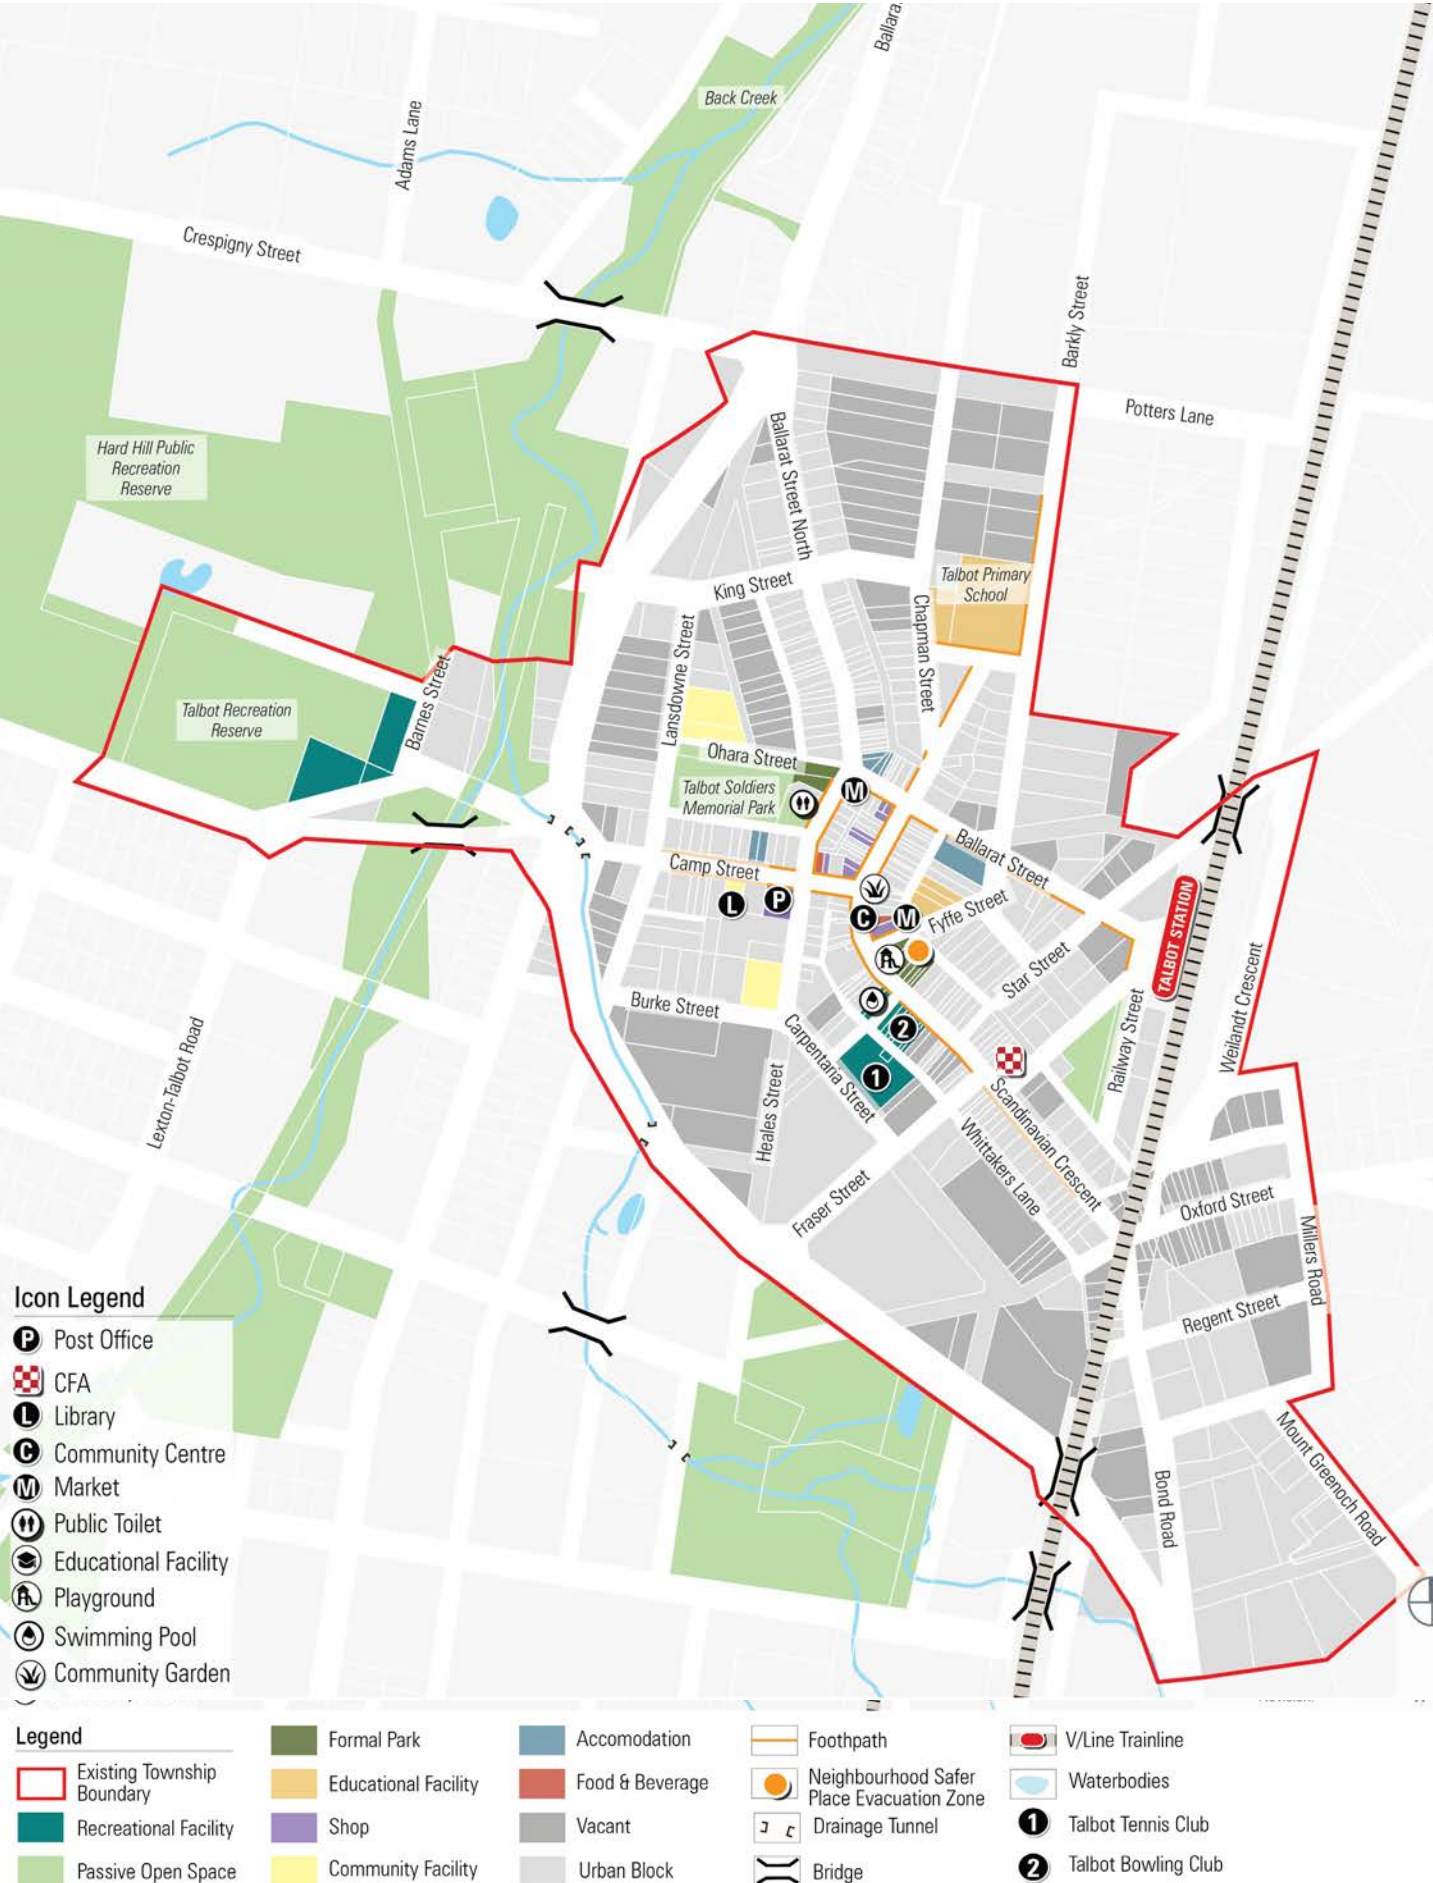 Ballara
Back Creek
Adams Lane
Crespigny Street
Barkly Street
Potters Lane
Ballarat Street North
Hard Hill Public
Recreation
Reserve
King Street
Talbot Primary
School
Chapman Street
Lansdowne Street
Barnes Street
Talbot Recreation
Reserve
Ohara Street
Talbot Soldiers
Memorial Park
M
Ballarat Street
Camp Street
L
P
C
M
Fyffe Street
TALBOT STATION
Star Street
Weilandt Crescent
Burke Street
Railway Street
Carpentaria Street
2
1
Lexton-Talbot Road
Heales Street
Scandinavian Crescent
Whittakers Lane
Fraser Street
Oxford Street
Millers Road
Regent Street
Mount Greenoch Road
Bond Road
Icon Legend
P Post Office
CFA
L Library
C Community Centre
M Market
Public Toilet
Educational Facility
Playground
Swimming Pool
Community Garden
Legend
Existing Township
Boundary
Recreational Facility
Passive Open Space
Formal Park
Educational Facility
Shop
Community Facility
Accomodation
Food & Beverage
Vacant
Urban Block
Foothpath
Neighbourhood Safer
Place Evacuation Zone
Drainage Tunnel
Bridge
V/Line Trainline
Waterbodies
1 Talbot Tennis Club
2 Talbot Bowling Club